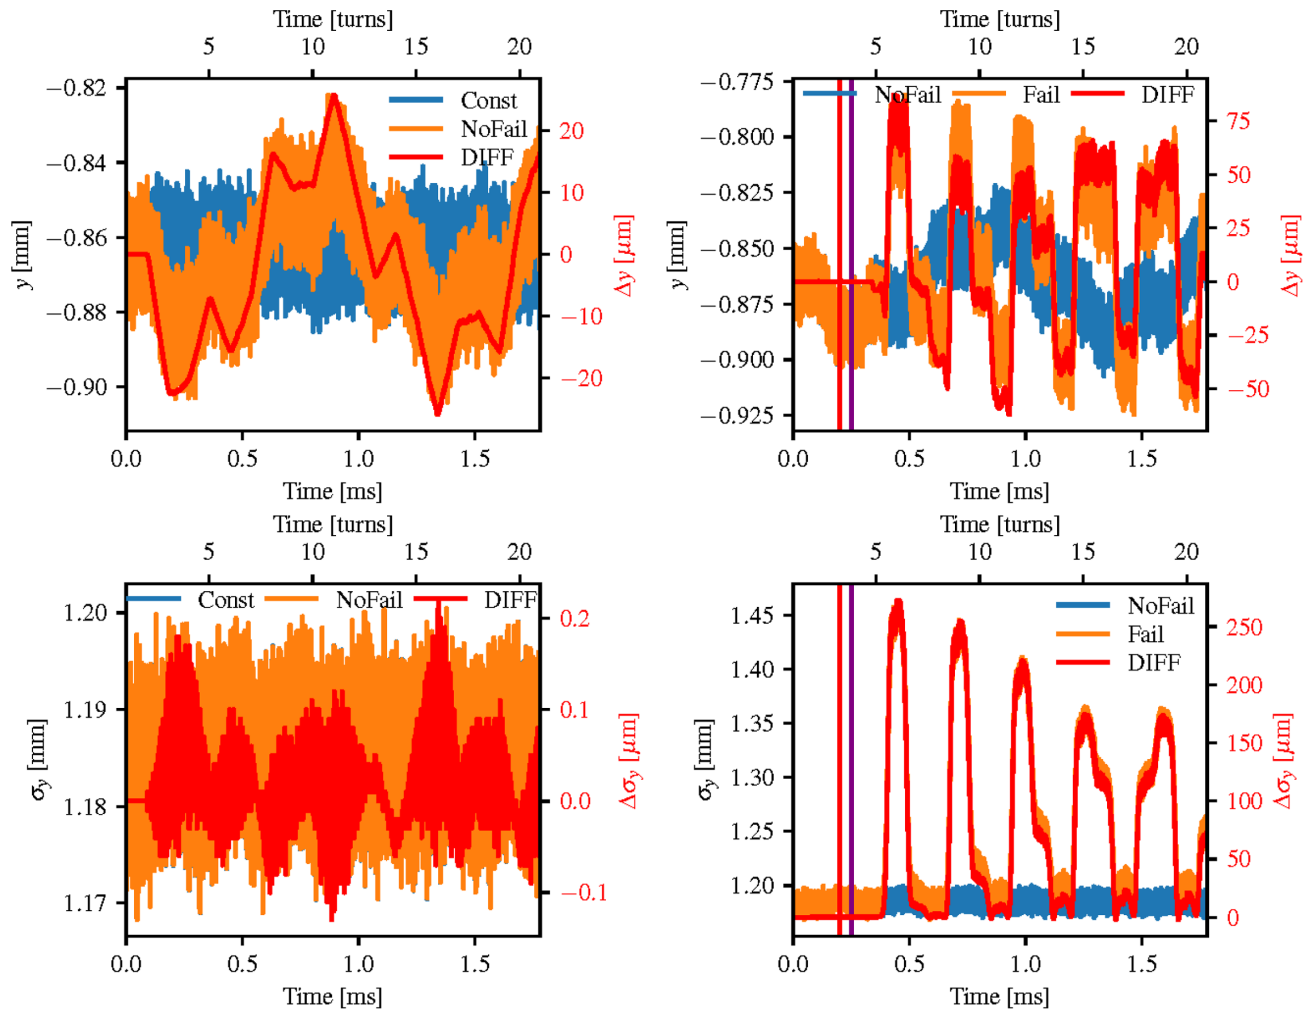 Time [turns]
5 10 15 20
−0.82
−0.84
−0.86
−0.88
−0.90
y [mm]
Const
NoFail
DIFF
20
10
0
−10
−20
Δy [μm]
0.0 0.5 1.0 1.5
Time [ms]
Time [turns]
5 10 15 20
−0.775
−0.800
−0.825
−0.850
−0.875
−0.900
−0.925
y [mm]
NoFail Fail DIFF
75
50
25
0
−25
−50
Δy [μm]
0.0 0.5 1.0 1.5
Time [ms]
Time [turns]
5 10 15 20
1.20
1.19
1.18
1.17
σy [mm]
Const NoFail DIFF
0.2
0.1
0.0
−0.1
Δσy [μm]
0.0 0.5 1.0 1.5
Time [ms]
Time [turns]
5 10 15 20
1.45
1.40
1.35
1.30
1.25
1.20
σy [mm]
NoFail
Fail
DIFF
250
200
150
100
50
0
Δσy [μm]
0.0 0.5 1.0 1.5
Time [ms]